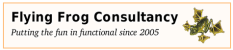 Flying Frog Consultancy
Putting the fun in functional since 2005